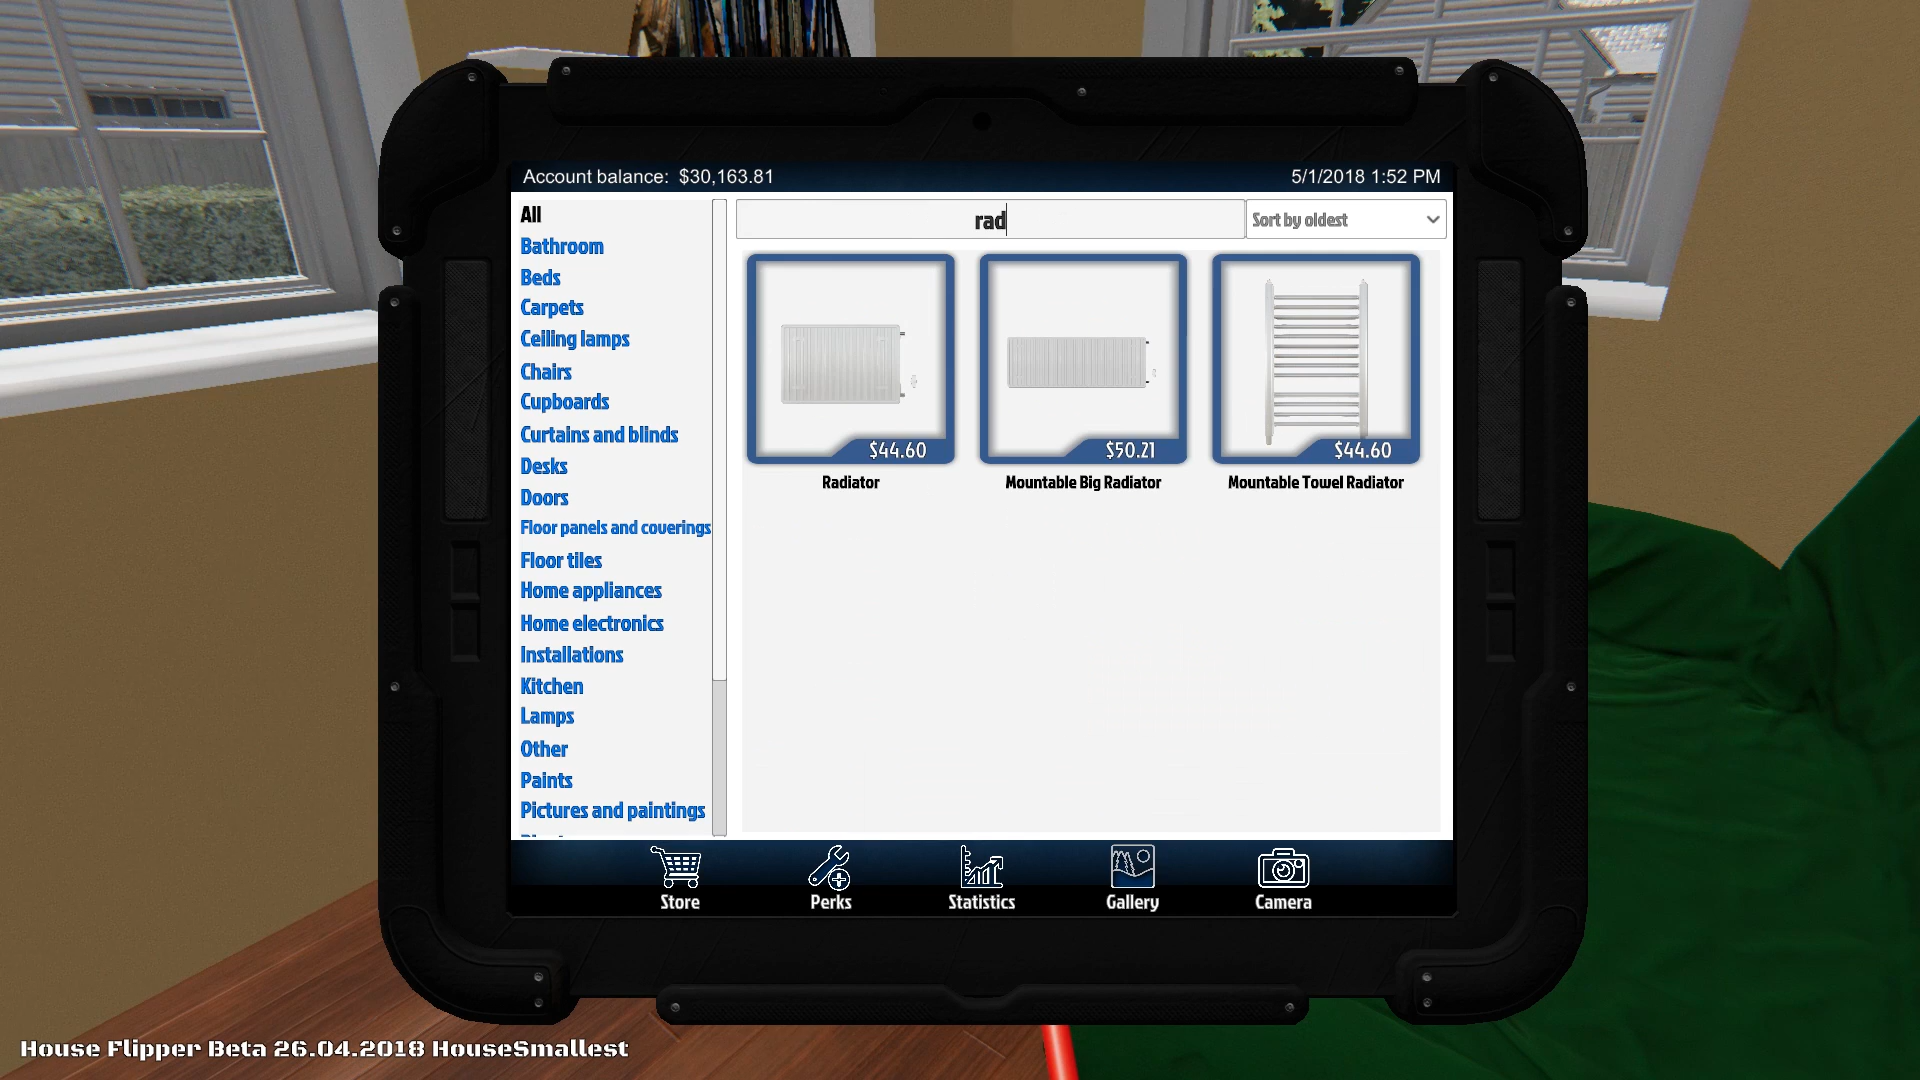 Account balance: $30,163.81
5/1/2018 1:52 PM
All
Bathroom
Beds
Carpets
Ceiling lamps
Chairs
Cupboards
Curtains and blinds
Desks
Doors
Floor panels and coverings
Floor tiles
Home appliances
Home electronics
Installations
Kitchen
Lamps
Other
Paints
Pictures and paintings
rad
Sort by oldest
$44.60
$50.21
$44.60
Radiator
Mountable Big Radiator
Mountable Towel Radiator
Store
Perks
Statistics
Gallery
Camera
House Flipper Beta 26.04.2018 HouseSmallest